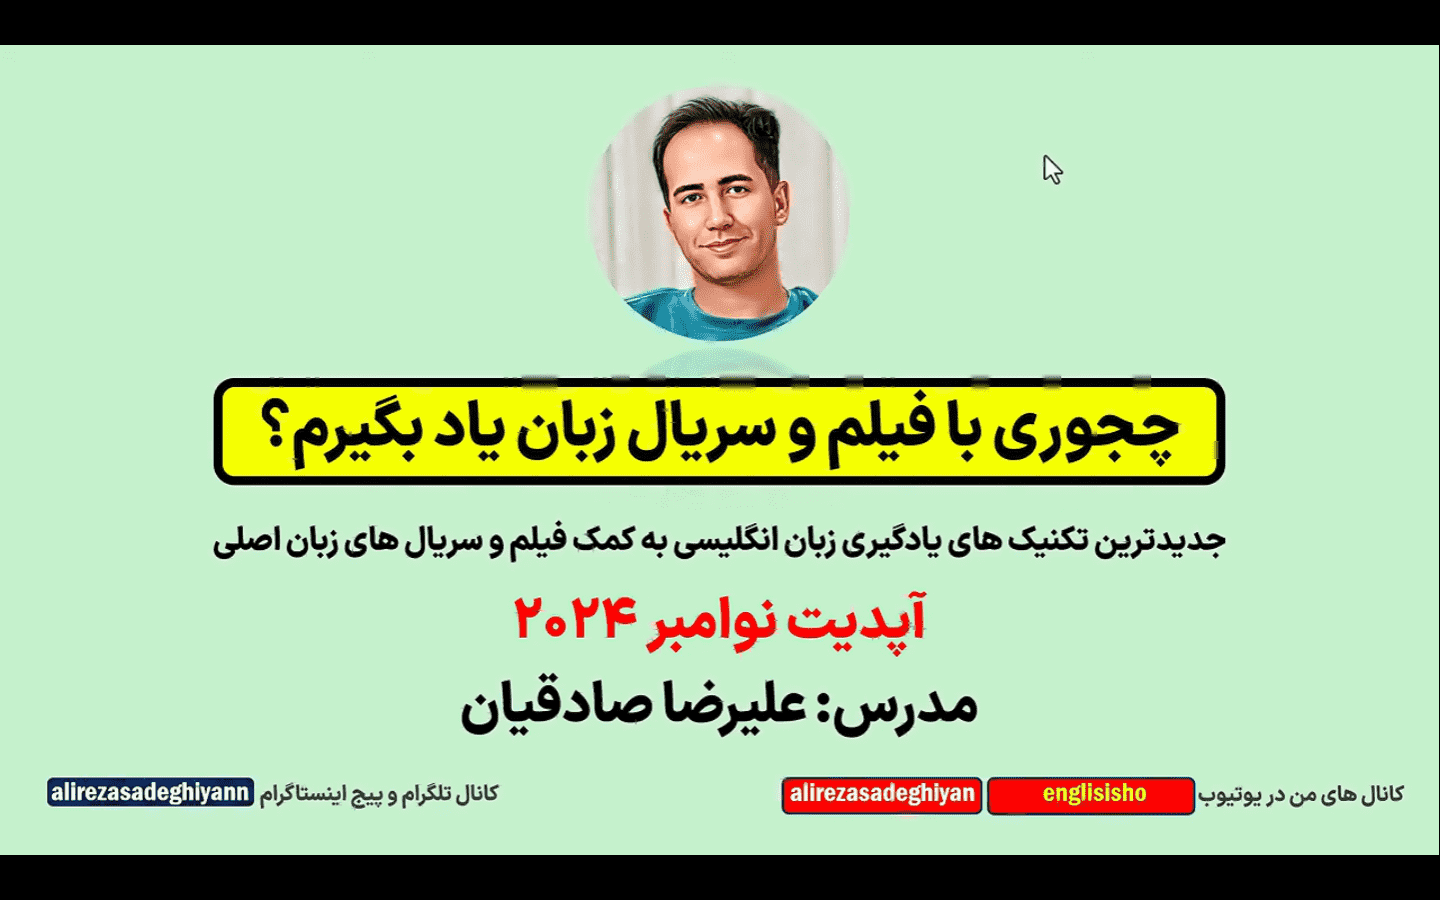 چجوری با فیلم و سریال زبان یاد بگیرم؟
جدیدترین تکنیک های یادگیری زبان انگلیسی به کمک فیلم و سریال های زبان اصلی
آپدیت نوامبر ۲۰۲۴
مدرس: علیرضا صادقیان
کانال های من در یوتیوب englisisho alirezasadeghiyan
کانال تلگرام و پیج اینستاگرام alirezasadeghiyann